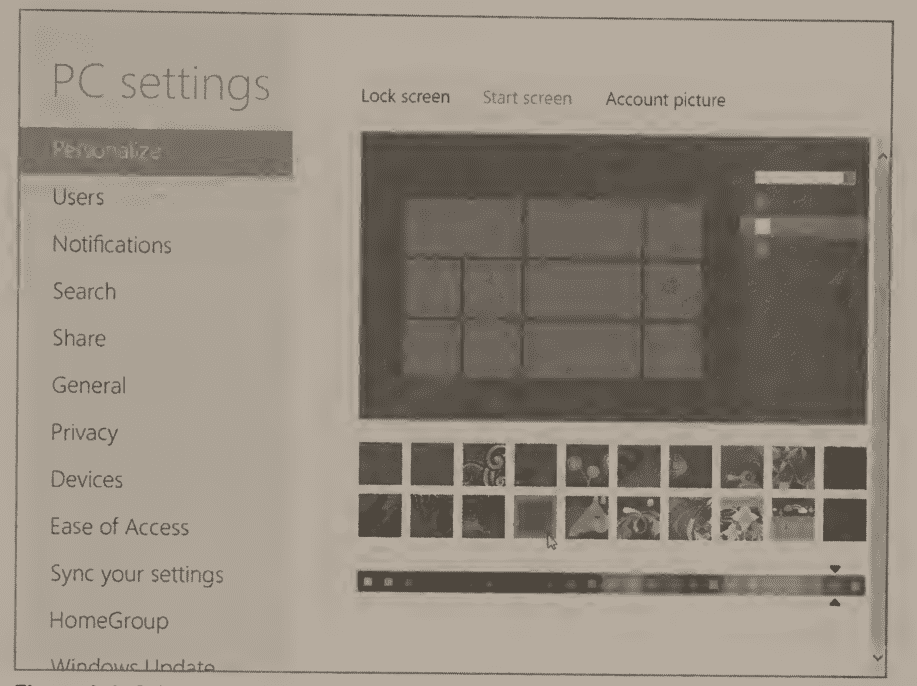 PC settings
Lock screen Start screen Account picture
Personalize
Users
Notifications
Search
Share
General
Privacy
Devices
Ease of Access
Sync your settings
HomeGroup
Windows Update